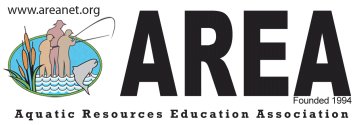 www.areanet.org
AREA
Founded 1994
Aquatic Resources Education Association